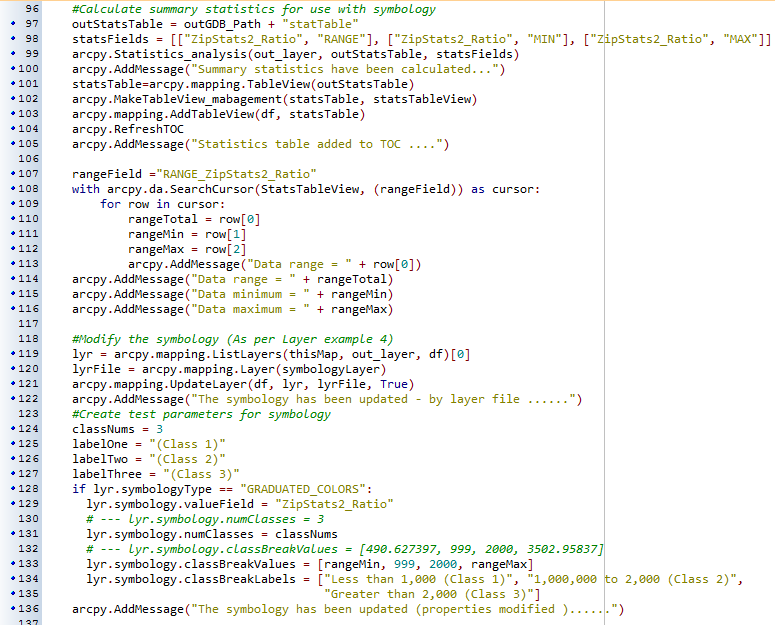 96 #Calculate summary statistics for use with symbology
97 outStatsTable = outGDB_Path + "statTable"
98 statsFields = [["ZipStats2_Ratio", "RANGE"], ["ZipStats2_Ratio", "MIN"], ["ZipStats2_Ratio", "MAX"]]
99 arcpy.Statistics_analysis(out_layer, outStatsTable, statsFields)
100 arcpy.AddMessage("Summary statistics have been calculated...")
101 statsTable=arcpy.mapping.TableView(outStatsTable)
102 arcpy.MakeTableView_mabagement(statsTable, statsTableView)
103 arcpy.mapping.AddTableView(df, statsTable)
104 arcpy.RefreshTOC
105 arcpy.AddMessage("Statistics table added to TOC ....")
106
107 rangeField ="RANGE_ZipStats2_Ratio"
108 with arcpy.da.SearchCursor(StatsTableView, (rangeField)) as cursor:
109 for row in cursor:
110 rangeTotal = row[0]
111 rangeMin = row[1]
112 rangeMax = row[2]
113 arcpy.AddMessage("Data range = " + row[0])
114 arcpy.AddMessage("Data range = " + rangeTotal)
115 arcpy.AddMessage("Data minimum = " + rangeMin)
116 arcpy.AddMessage("Data maximum = " + rangeMax)
117
118 #Modify the symbology (As per Layer example 4)
119 lyr = arcpy.mapping.ListLayers(thisMap, out_layer, df)[0]
120 lyrFile = arcpy.mapping.Layer(symbologyLayer)
121 arcpy.mapping.UpdateLayer(df, lyr, lyrFile, True)
122 arcpy.AddMessage("The symbology has been updated - by layer file ......")
123 #Create test parameters for symbology
124 classNums = 3
125 labelOne = "(Class 1)"
126 labelTwo = "(Class 2)"
127 labelThree = "(Class 3)"
128 if lyr.symbologyType == "GRADUATED_COLORS":
129 lyr.symbology.valueField = "ZipStats2_Ratio"
130 # --- lyr.symbology.numClasses = 3
131 lyr.symbology.numClasses = classNums
132 # --- lyr.symbology.classBreakValues = [490.627397, 999, 2000, 3502.95837]
133 lyr.symbology.classBreakValues = [rangeMin, 999, 2000, rangeMax]
134 lyr.symbology.classBreakLabels = ["Less than 1,000 (Class 1)", "1,000,000 to 2,000 (Class 2)",
135 "Greater than 2,000 (Class 3)"]
136 arcpy.AddMessage("The symbology has been updated (properties modified )......")
137